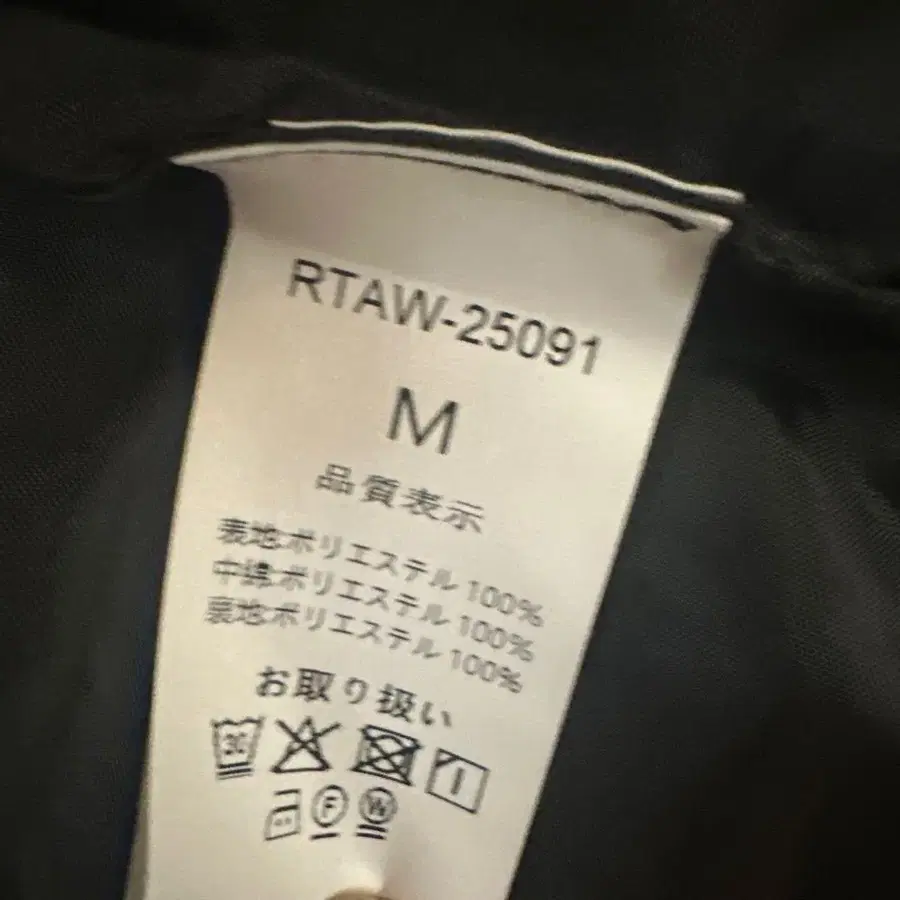 RTAW-25091
M
品質表示
表地:ポリエステル 100%
中綿:ポリエステル 100%
裏地:ポリエステル 100%
お取り扱い
30
F W